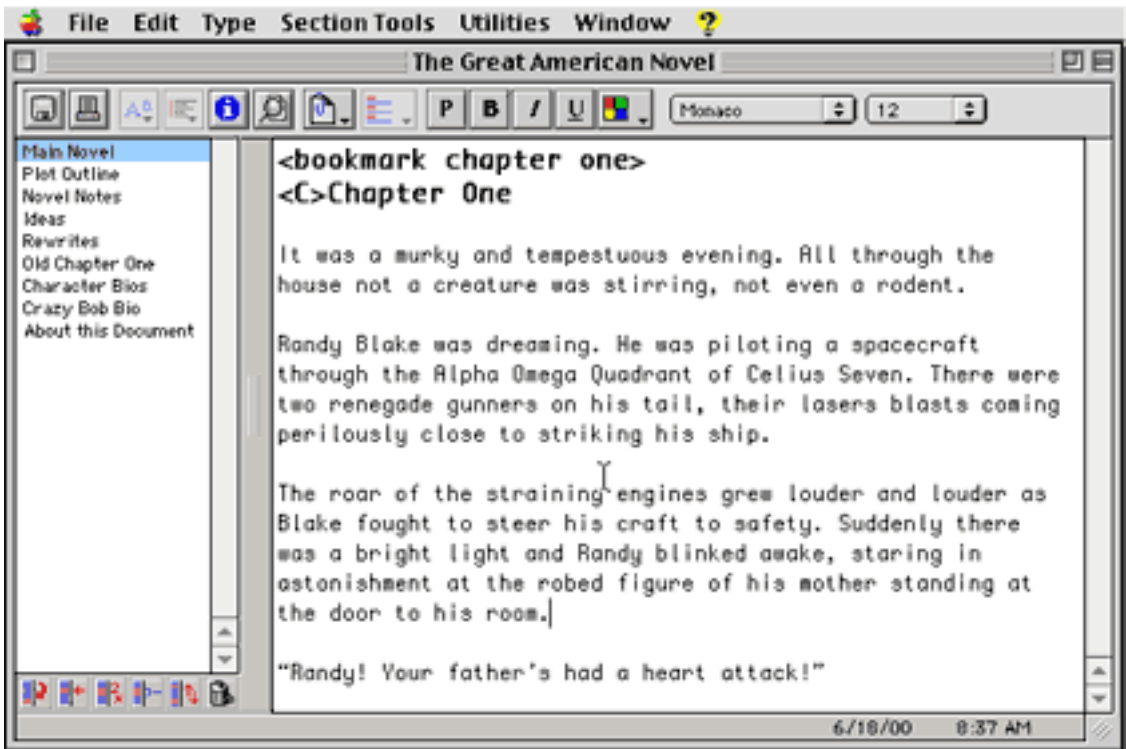 File Edit Type Section Tools Utilities Window ?
The Great American Novel
P B I U Monaco 12
Main Novel
Plot Outline
Novel Notes
Ideas
Rewrites
Old Chapter One
Character Bios
Crazy Bob Bio
About this Document
<bookmark chapter one>
<C>Chapter One
It was a murky and tempestuous evening. All through the
house not a creature was stirring, not even a rodent.
Randy Blake was dreaming. He was piloting a spacecraft
through the Alpha Omega Quadrant of Celius Seven. There were
two renegade gunners on his tail, their lasers blasts coming
perilously close to striking his ship.
The roar of the straining engines grew louder and louder as
Blake fought to steer his craft to safety. Suddenly there
was a bright light and Randy blinked awake, staring in
astonishment at the robed figure of his mother standing at
the door to his room.
“Randy! Your father’s had a heart attack!”
6/18/00 8:37 AM